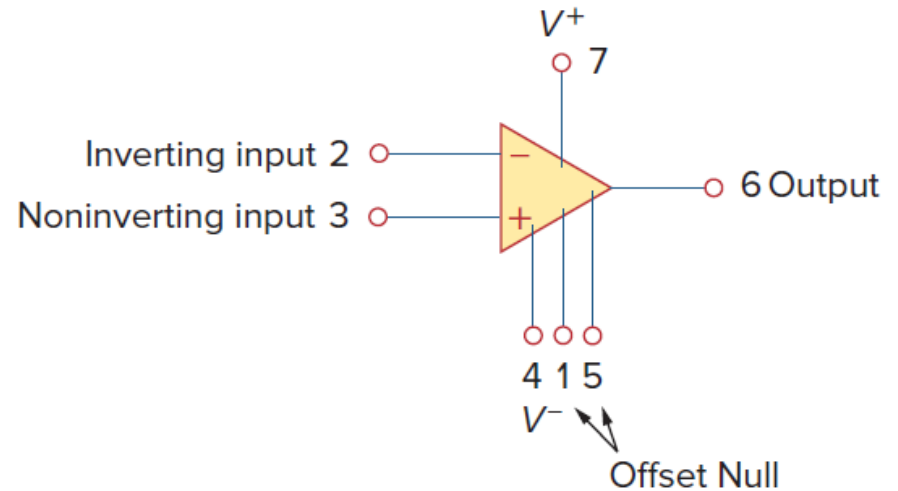 V+
7
Inverting input 2
−
6 Output
Noninverting input 3
+
4 1 5
V−
Offset Null